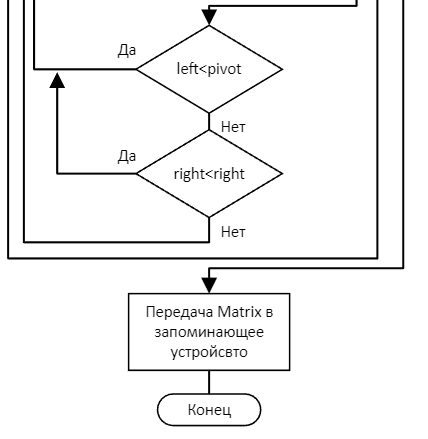 Да
left<pivot
Нет
Да
right<right
Нет
Передача Matrix в
запоминающее
устройсвто
Конец